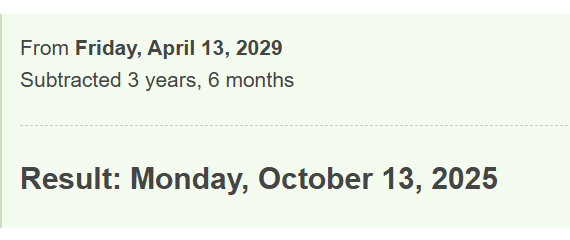 From Friday, April 13, 2029
Subtracted 3 years, 6 months
Result: Monday, October 13, 2025